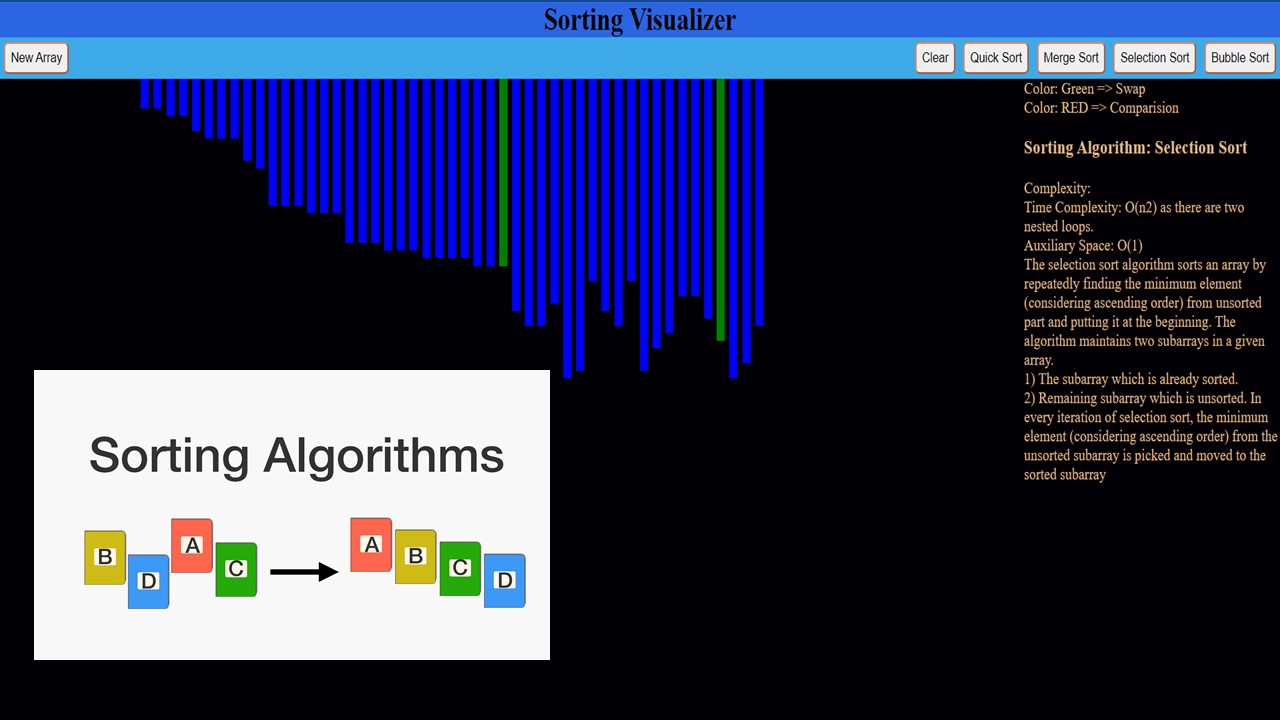 Sorting Visualizer
New Array
Clear
Quick Sort
Merge Sort
Selection Sort
Bubble Sort
Color: Green => Swap
Color: RED => Comparision
Sorting Algorithm: Selection Sort
Complexity:
Time Complexity: O(n2) as there are two
nested loops.
Auxiliary Space: O(1)
The selection sort algorithm sorts an array by
repeatedly finding the minimum element
(considering ascending order) from unsorted
part and putting it at the beginning. The
algorithm maintains two subarrays in a given
array.
1) The subarray which is already sorted.
2) Remaining subarray which is unsorted. In
every iteration of selection sort, the minimum
element (considering ascending order) from the
unsorted subarray is picked and moved to the
sorted subarray
Sorting Algorithms
B D A C A B C D